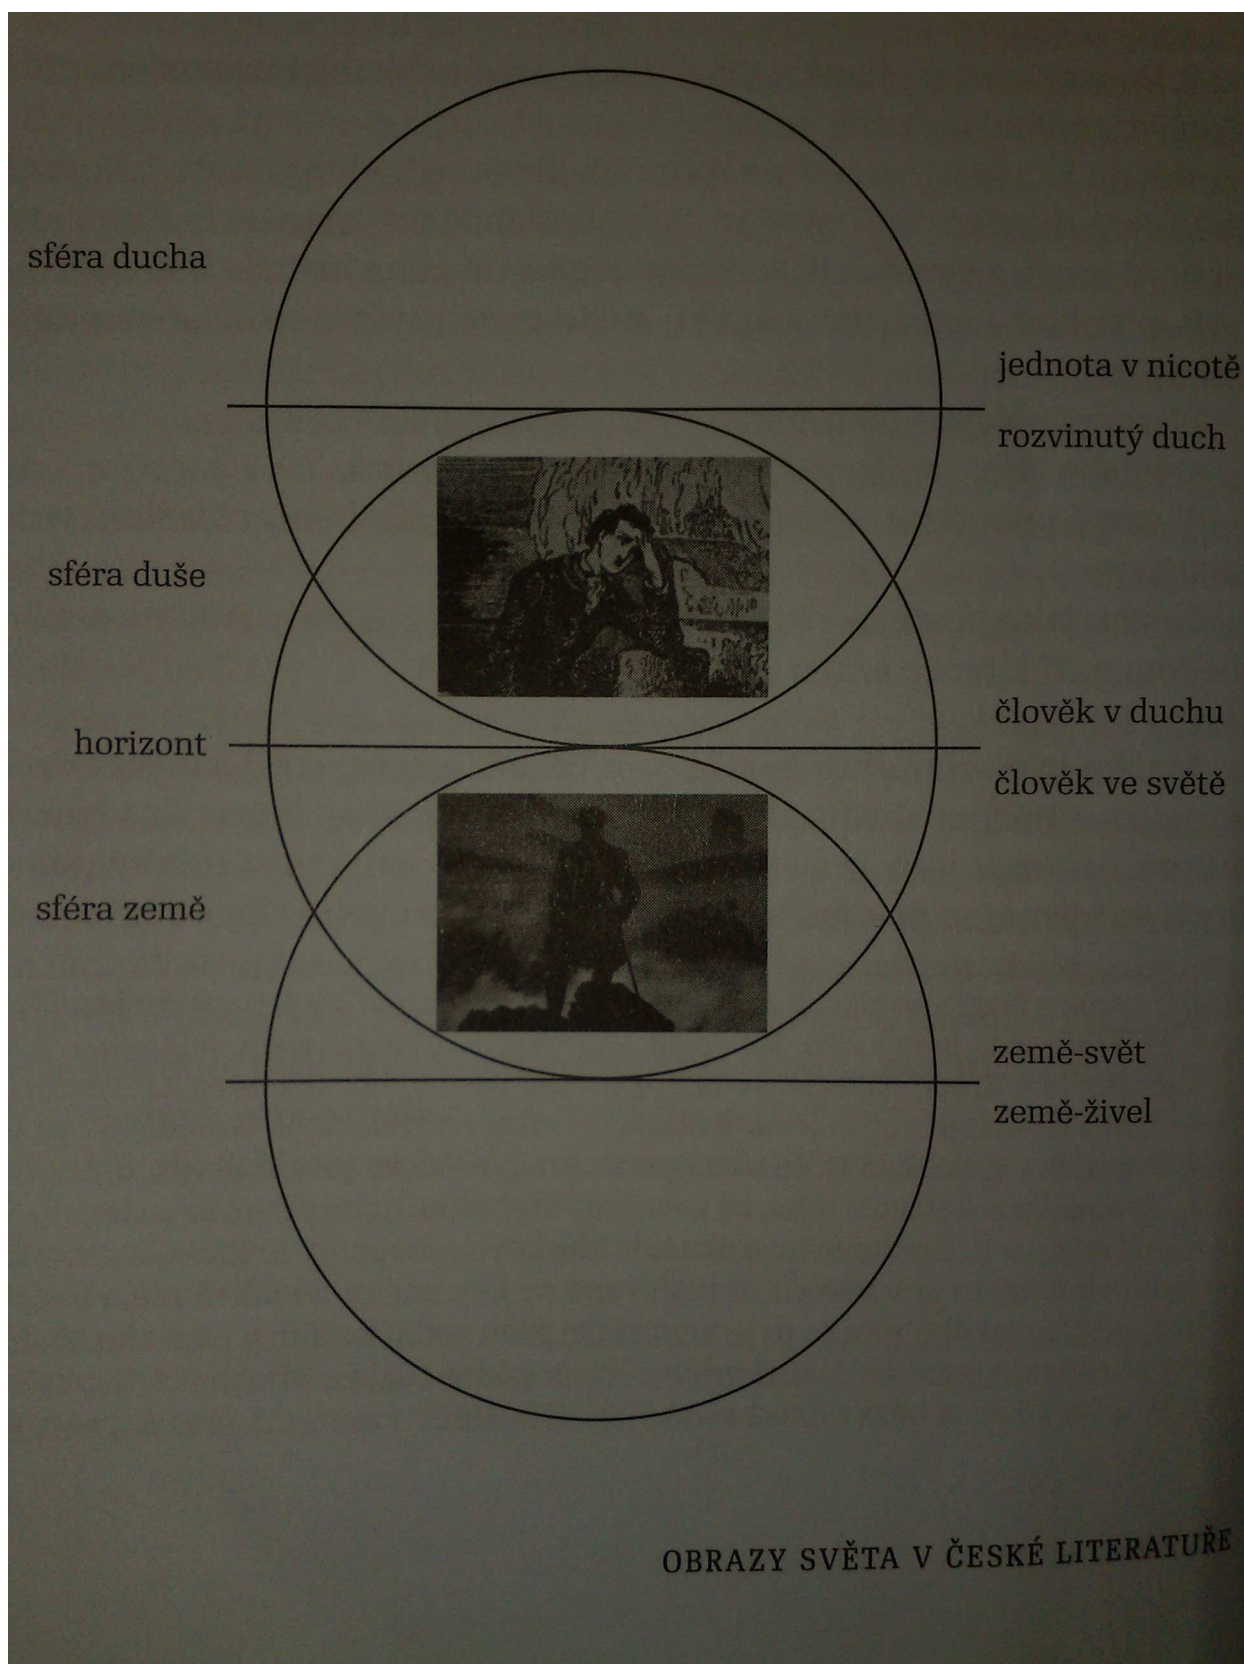 sféra ducha
jednota v nicotě
rozvinutý duch
sféra duše
člověk v duchu
horizont
člověk ve světě
sféra země
země-svět
země-živel
OBRAZY SVĚTA V ČESKÉ LITERATUŘE